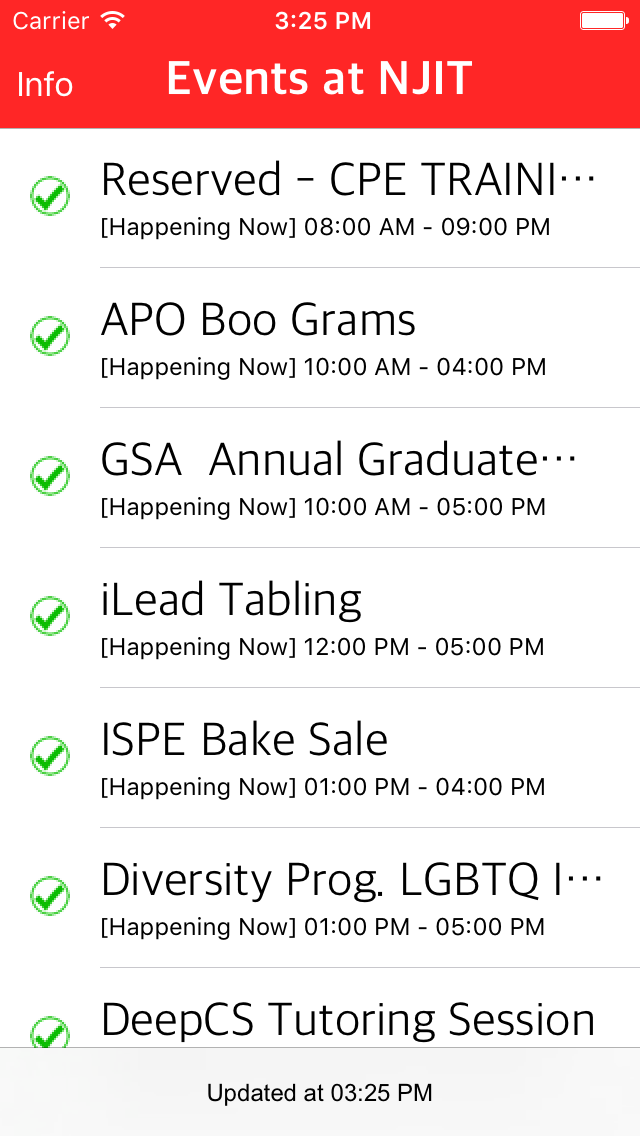 Carrier 3:25 PM
Info Events at NJIT
Reserved - CPE TRAINI···
[Happening Now] 08:00 AM - 09:00 PM
APO Boo Grams
[Happening Now] 10:00 AM - 04:00 PM
GSA  Annual Graduate···
[Happening Now] 10:00 AM - 05:00 PM
iLead Tabling
[Happening Now] 12:00 PM - 05:00 PM
ISPE Bake Sale
[Happening Now] 01:00 PM - 04:00 PM
Diversity Prog. LGBTQ I···
[Happening Now] 01:00 PM - 05:00 PM
DeepCS Tutoring Session
Updated at 03:25 PM